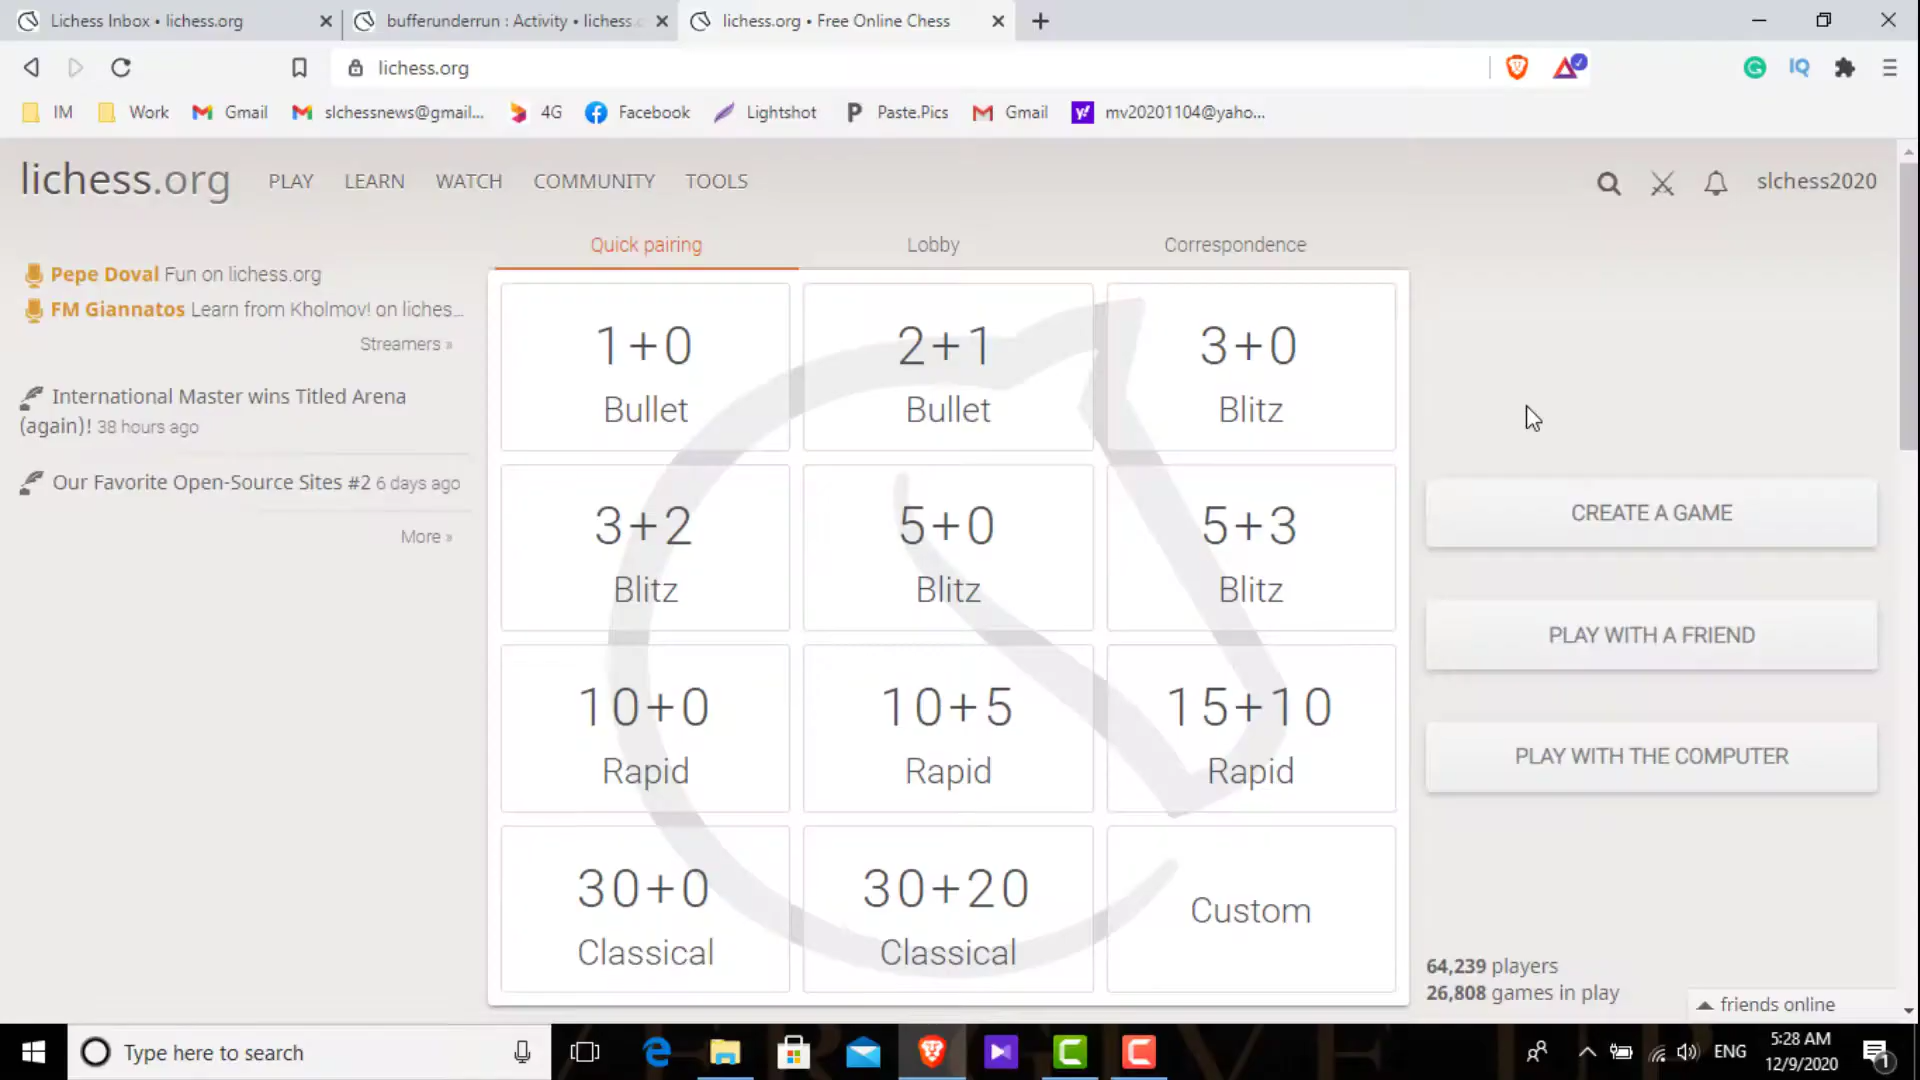 Lichess Inbox • lichess.org
bufferunderrun : Activity • lichess.o
lichess.org • Free Online Chess
lichess.org
IM
Work
Gmail
slchessnews@gmail...
4G
Facebook
Lightshot
Paste.Pics
Gmail
mv20201104@yaho...
lichess.org
PLAY
LEARN
WATCH
COMMUNITY
TOOLS
slchess2020
Pepe Doval Fun on lichess.org
FM Giannatos Learn from Kholmov! on liches...
Streamers »
International Master wins Titled Arena
(again)! 38 hours ago
Our Favorite Open-Source Sites #2 6 days ago
More »
Quick pairing
Lobby
Correspondence
1+0
Bullet
2+1
Bullet
3+0
Blitz
3+2
Blitz
5+0
Blitz
5+3
Blitz
10+0
Rapid
10+5
Rapid
15+10
Rapid
30+0
Classical
30+20
Classical
Custom
CREATE A GAME
PLAY WITH A FRIEND
PLAY WITH THE COMPUTER
64,239 players
26,808 games in play
friends online
Type here to search
ENG
5:28 AM
12/9/2020
1